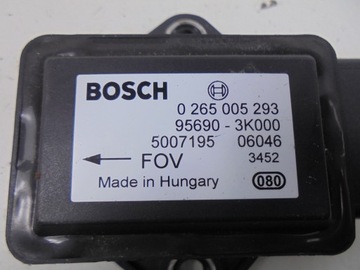 BOSCH
0 265 005 293
95690 - 3K000
5007195 06046
FOV 3452
Made in Hungary 080